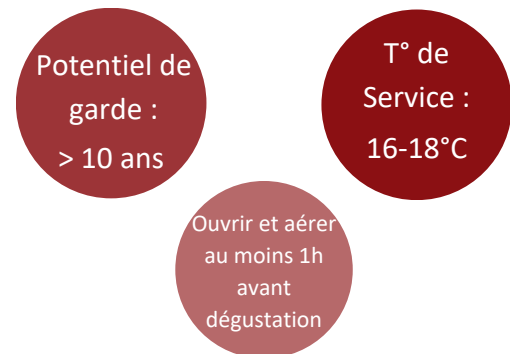 Potentiel de
garde :
> 10 ans
T° de
Service :
16-18°C
Ouvrir et aérer
au moins 1h
avant
dégustation